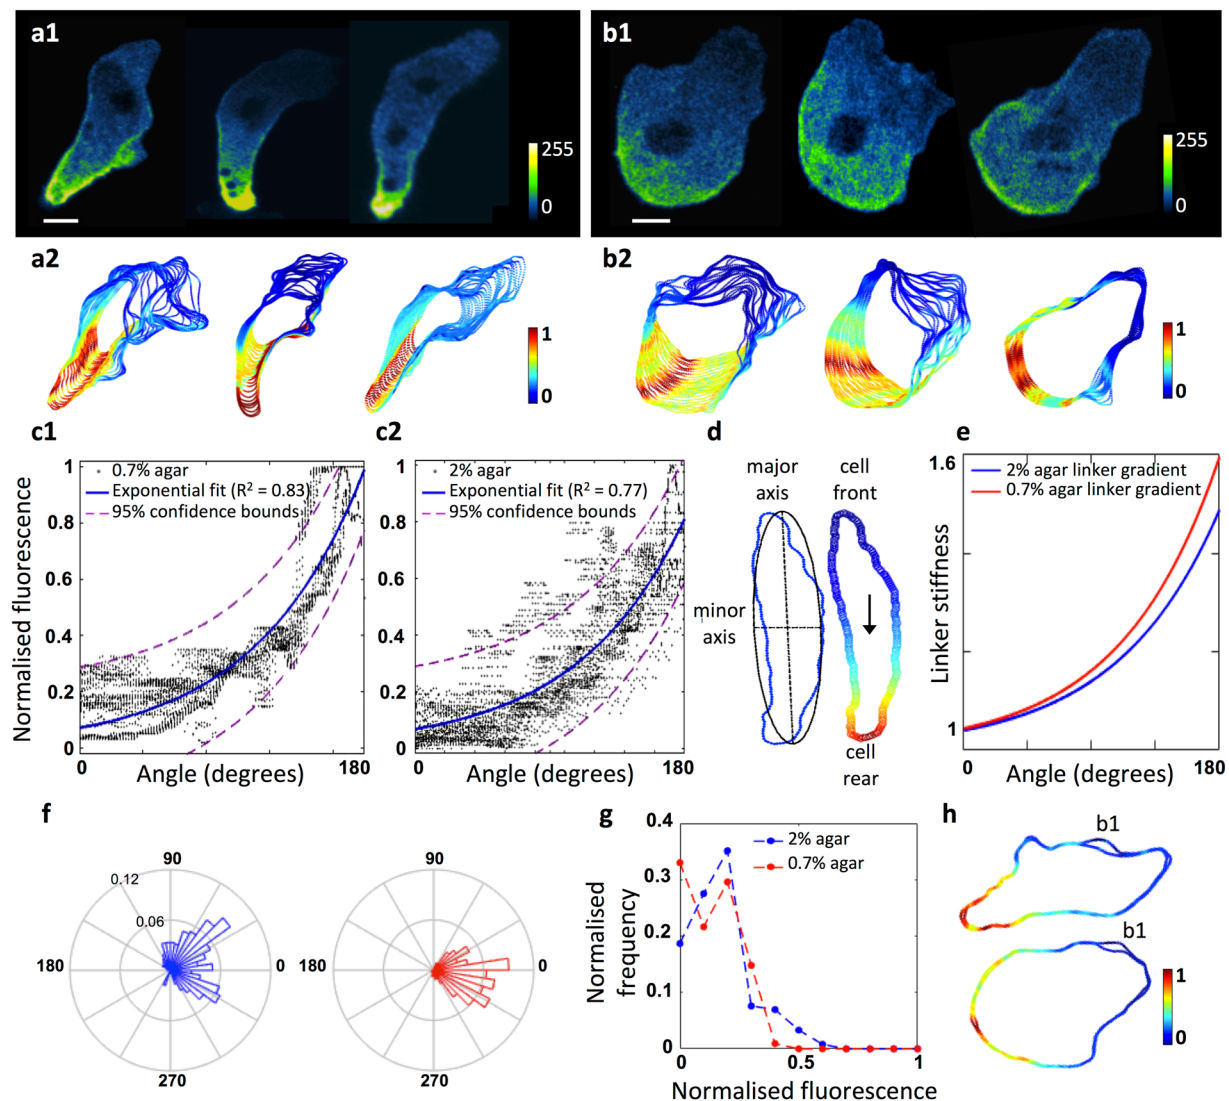 a1
255
0
b1
255
0
a2
1
0
b2
1
0
c1
1
0.8
0.6
0.4
0.2
0
Normalised fluorescence
0.7% agar
Exponential fit (R² = 0.83)
95% confidence bounds
0
180
Angle (degrees)
c2
1
0.8
0.6
0.4
0.2
0
2% agar
Exponential fit (R² = 0.77)
95% confidence bounds
0
180
Angle (degrees)
d
major
axis
minor
axis
cell
front
cell
rear
e
1.6
1
Linker stiffness
2% agar linker gradient
0.7% agar linker gradient
0
180
Angle (degrees)
f
90
0.12
0.06
180
0
270
90
180
0
270
g
0.4
0.3
0.2
0.1
0
Normalised
frequency
2% agar
0.7% agar
0
0.5
1
Normalised fluorescence
h
b1
b1
1
0